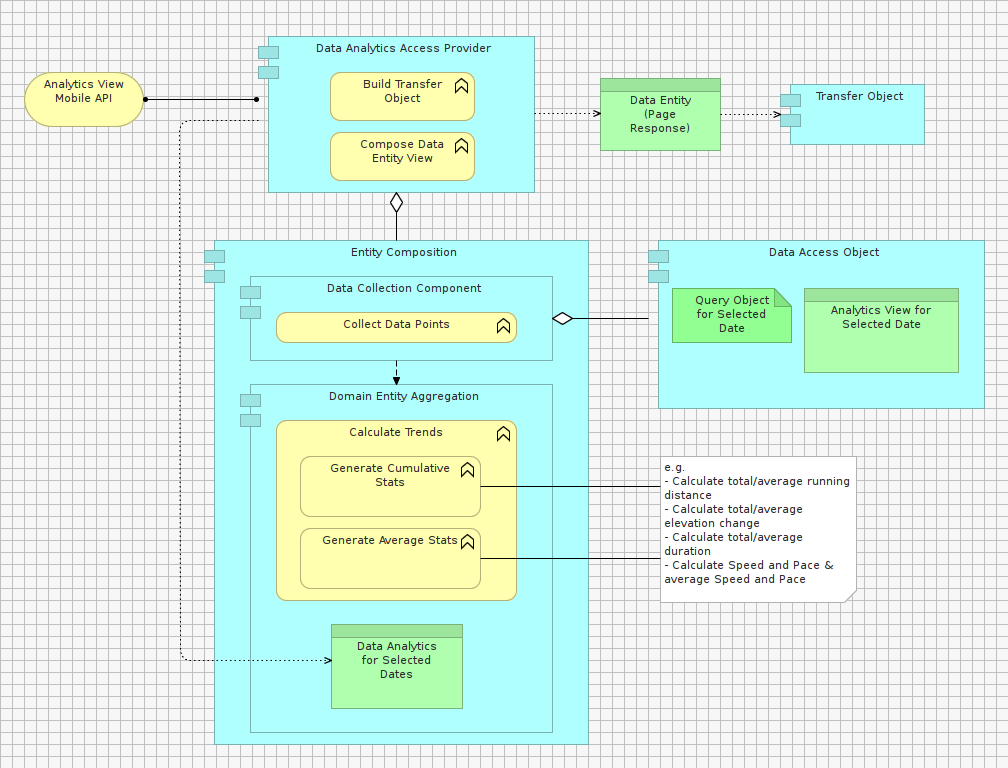 Data Analytics Access Provider
Analytics View
Mobile API
Build Transfer
Object
Compose Data
Entity View
Data Entity
(Page
Response)
Transfer Object
Entity Composition
Data Collection Component
Collect Data Points
Data Access Object
Query Object
for Selected
Date
Analytics View for
Selected Date
Domain Entity Aggregation
Calculate Trends
Generate Cumulative
Stats
Generate Average Stats
e.g.
- Calculate total/average running
distance
- Calculate total/average
elevation change
- Calculate total/average
duration
- Calculate Speed and Pace &
average Speed and Pace
Data Analytics
for Selected
Dates